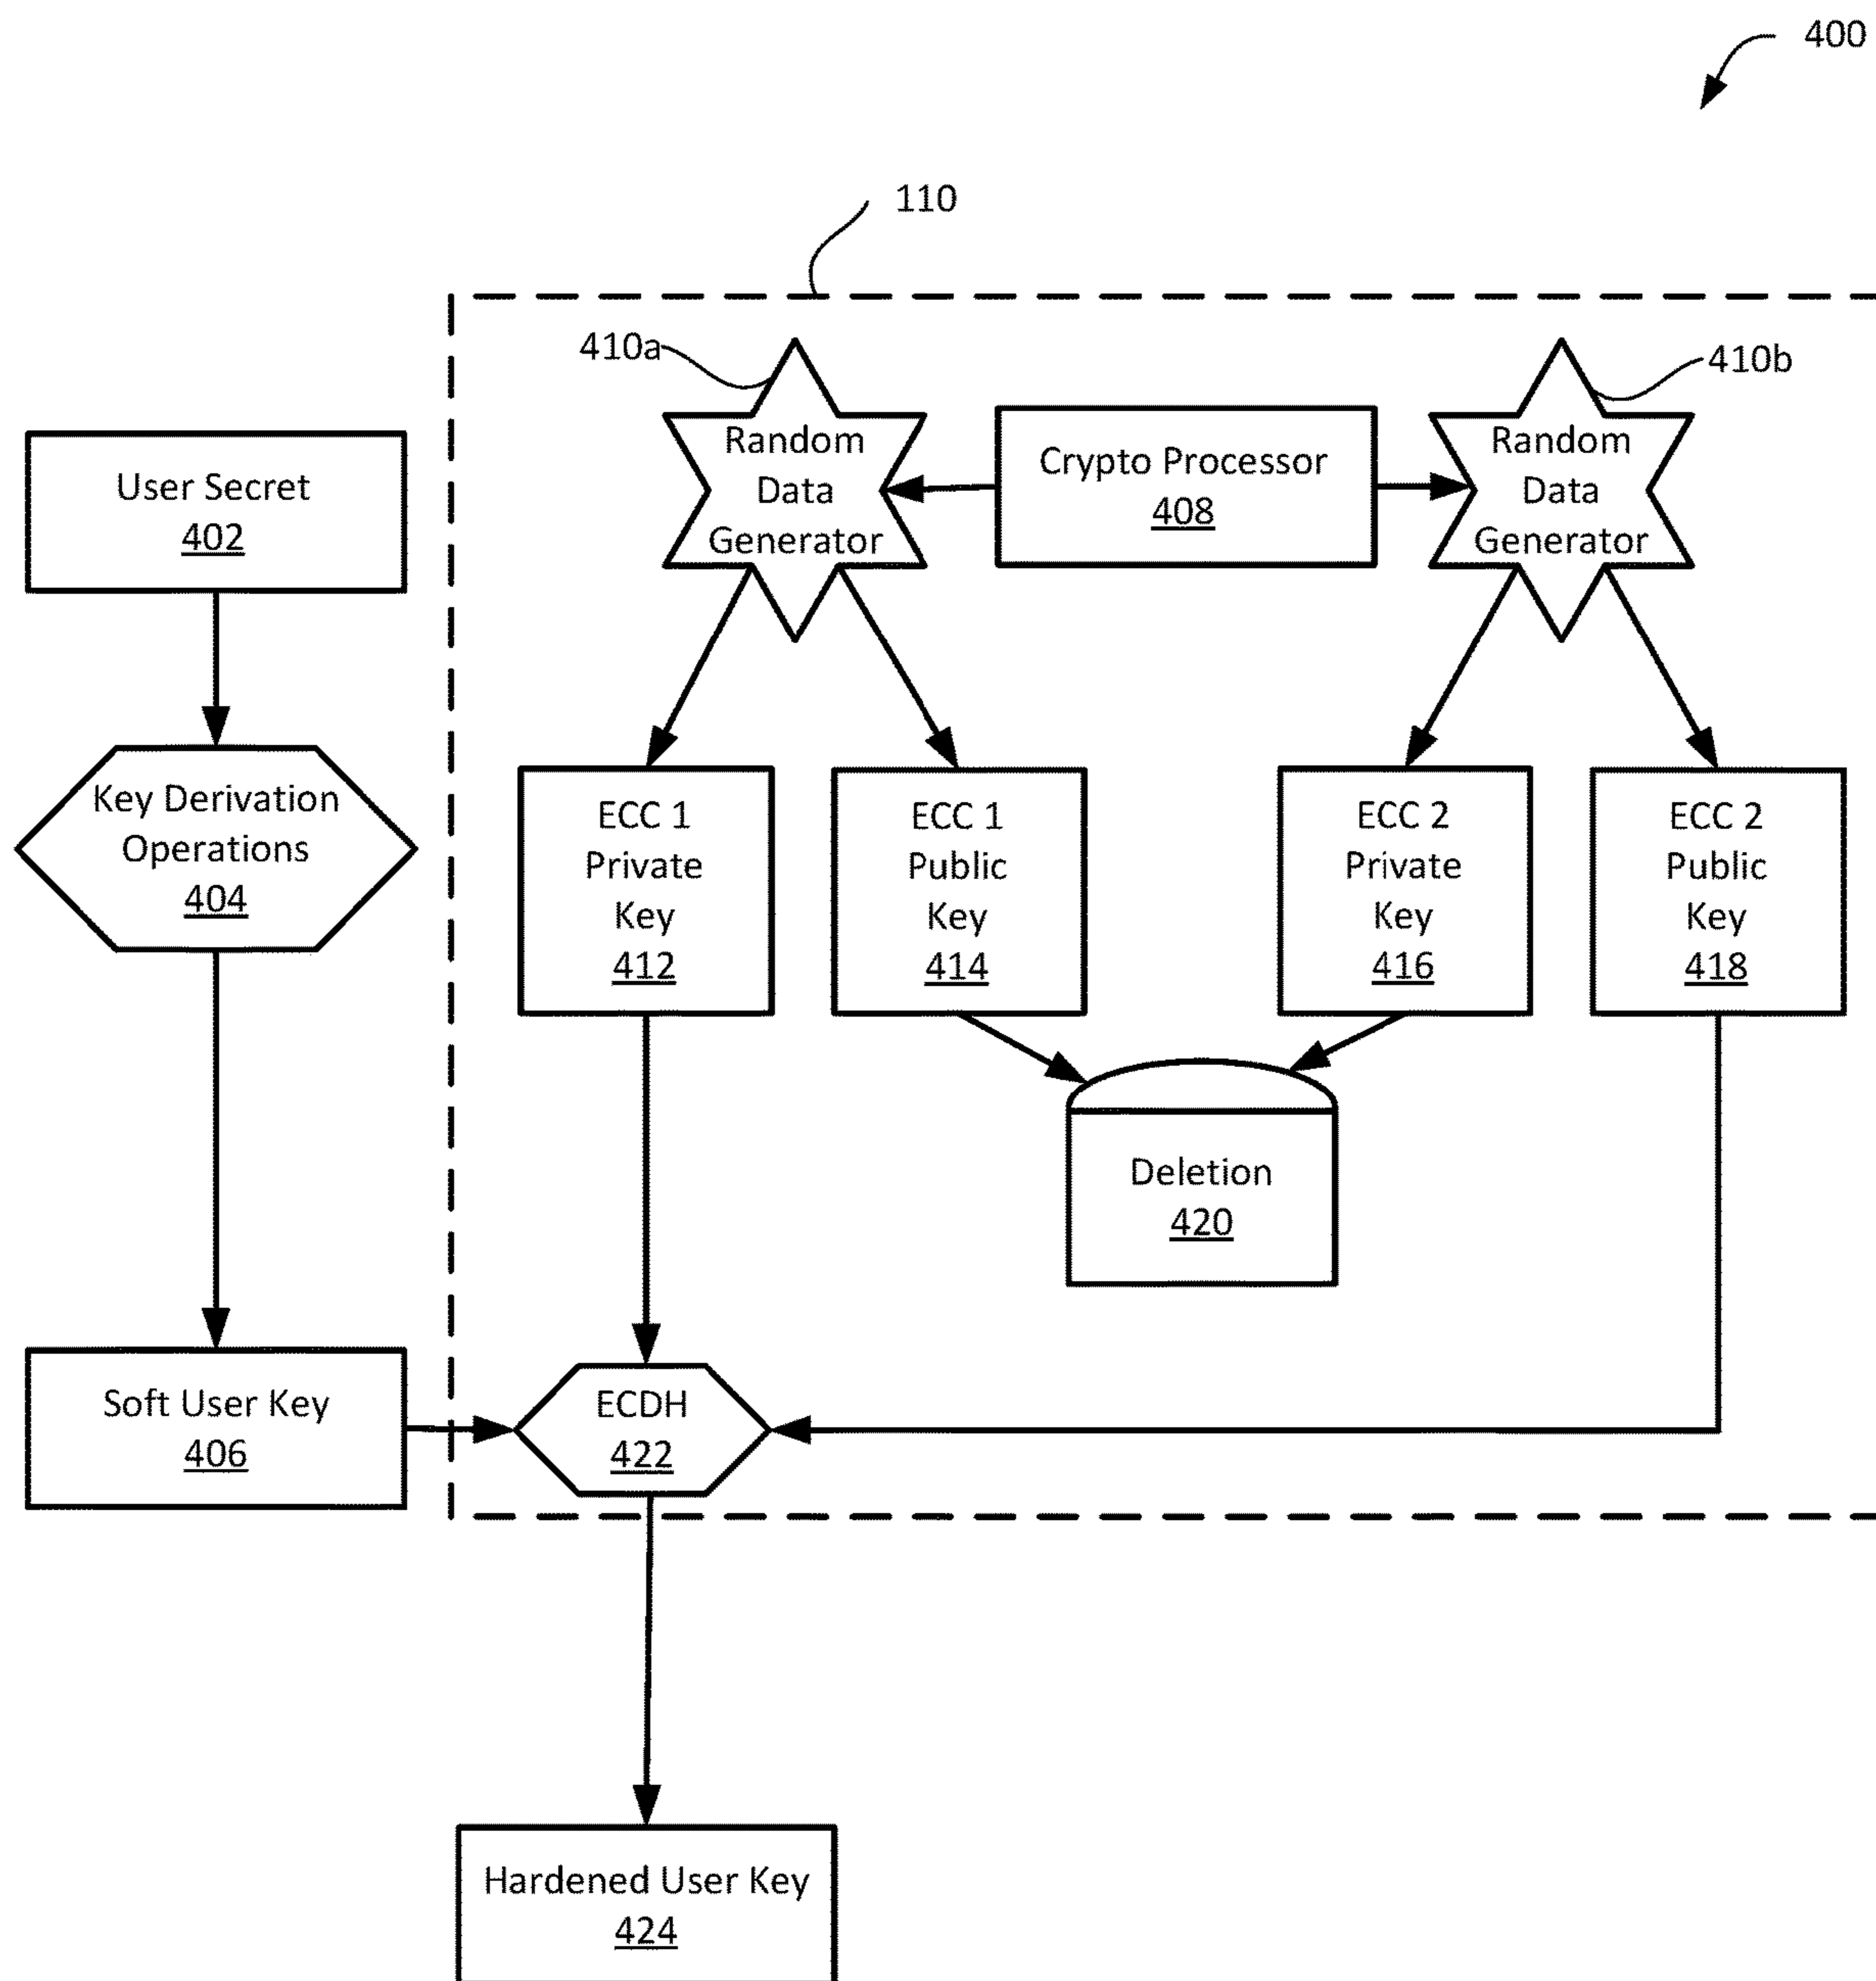 400
110
410a
410b
User Secret
402
Random
Data
Generator
Crypto Processor
408
Random
Data
Generator
Key Derivation
Operations
404
ECC 1
Private
Key
412
ECC 1
Public
Key
414
ECC 2
Private
Key
416
ECC 2
Public
Key
418
Deletion
420
Soft User Key
406
ECDH
422
Hardened User Key
424